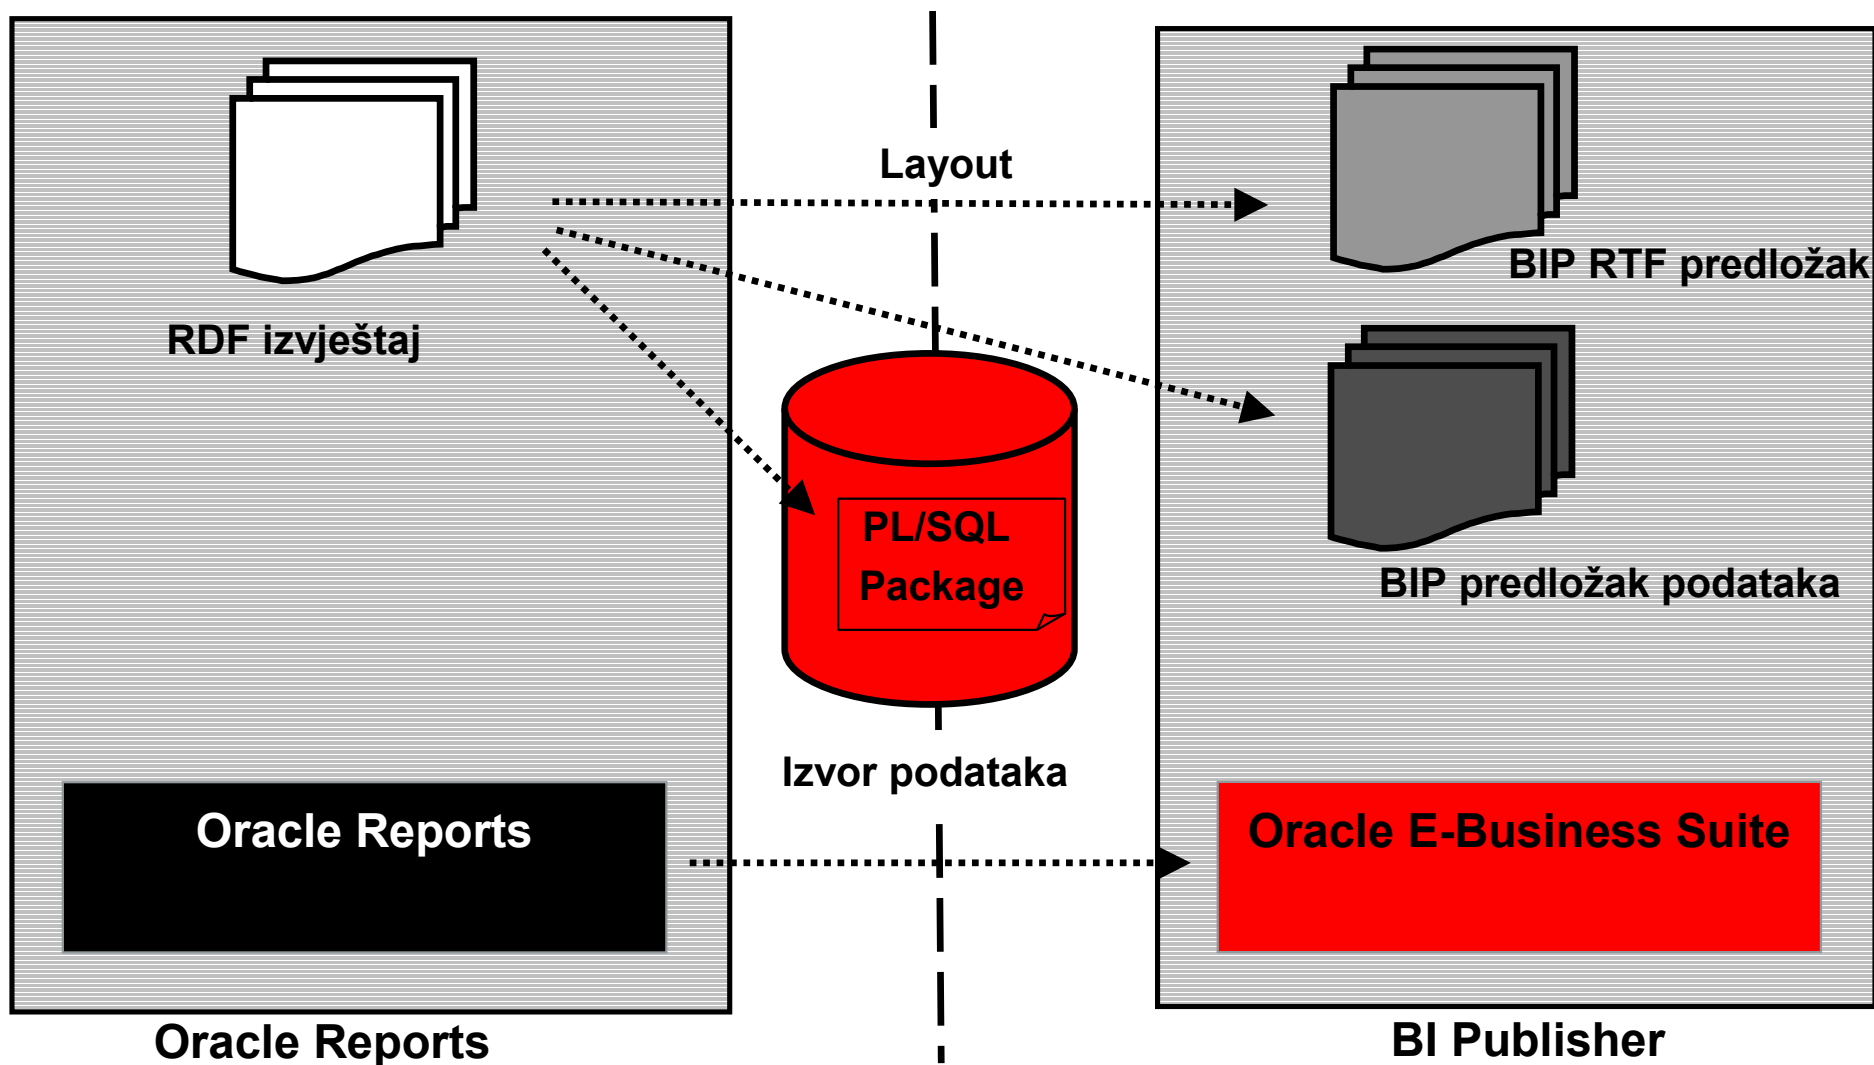 Layout
BIP RTF predložak
RDF izvještaj
PL/SQL
Package
BIP predložak podataka
Izvor podataka
Oracle Reports
Oracle E-Business Suite
Oracle Reports
BI Publisher